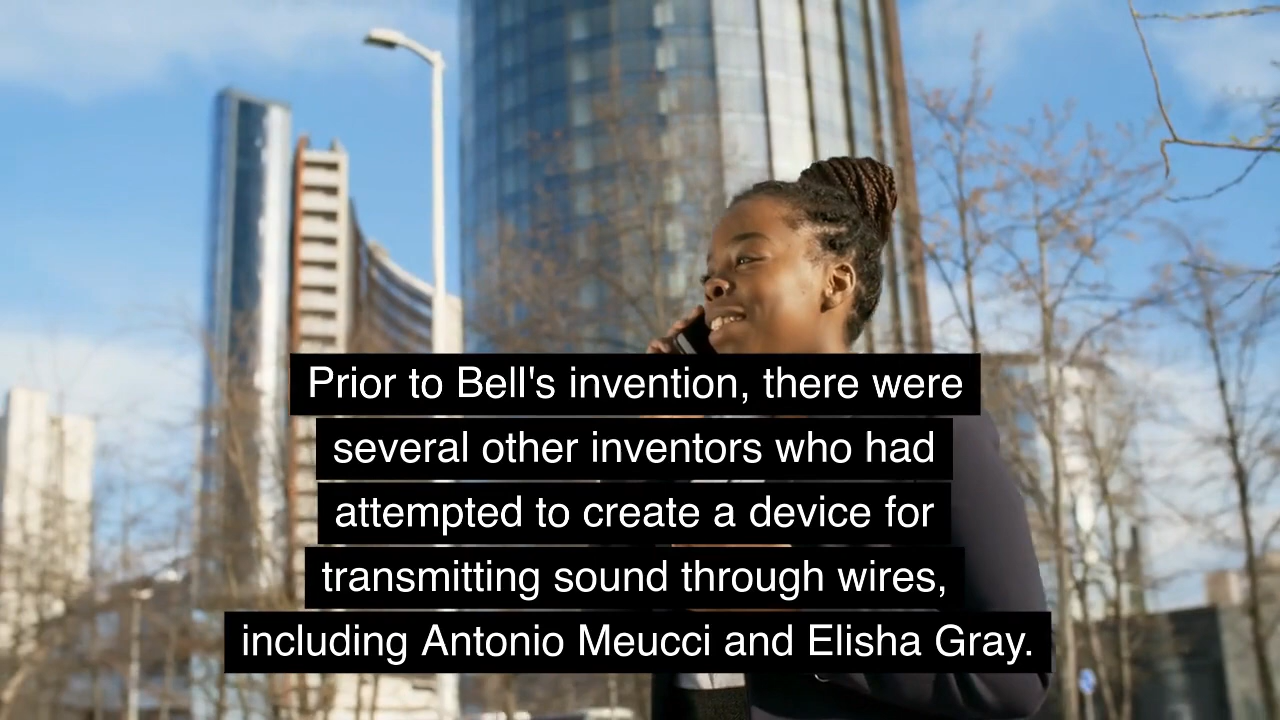 Prior to Bell's invention, there were
several other inventors who had
attempted to create a device for
transmitting sound through wires,
including Antonio Meucci and Elisha Gray.